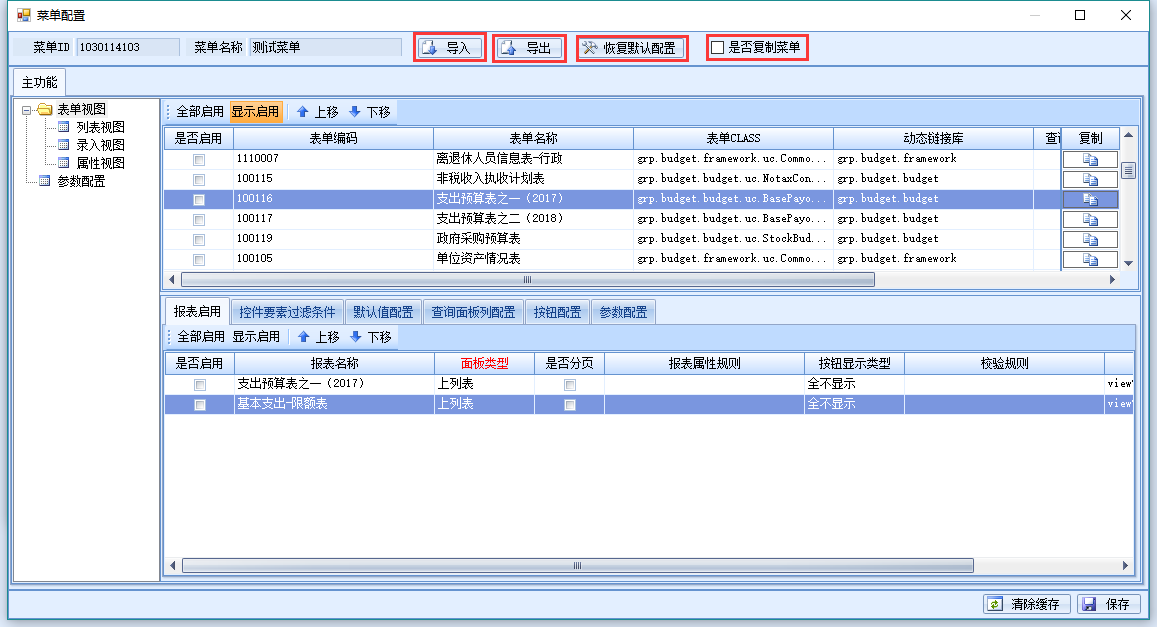 菜单配置
菜单ID 1030114103 菜单名称 测试菜单 导入 导出 恢复默认配置 是否复制菜单
主功能
表单视图
列表视图
录入视图
属性视图
参数配置
全部启用 显示启用 上移 下移
是否启用 表单编码 表单名称 表单CLASS 动态链接库 查询 复制
1110007 离退休人员信息表-行政 grp.budget.framework.uc.Commo... grp.budget.framework
100115 非税收入执收计划表 grp.budget.budget.uc.NotaxCon... grp.budget.budget
100116 支出预算表之一（2017） grp.budget.budget.uc.BasePayo... grp.budget.budget
100117 支出预算表之二（2018） grp.budget.budget.uc.BasePayo... grp.budget.budget
100119 政府采购预算表 grp.budget.budget.uc.StockBud... grp.budget.budget
100105 单位资产情况表 grp.budget.framework.uc.Commo... grp.budget.framework
报表启用 控件要素过滤条件 默认值配置 查询面板列配置 按钮配置 参数配置
全部启用 显示启用 上移 下移
是否启用 报表名称 面板类型 是否分页 报表属性规则 按钮显示类型 校验规则
支出预算表之一（2017） 上列表 全不显示 view
基本支出-限额表 上列表 全不显示 view
清除缓存 保存